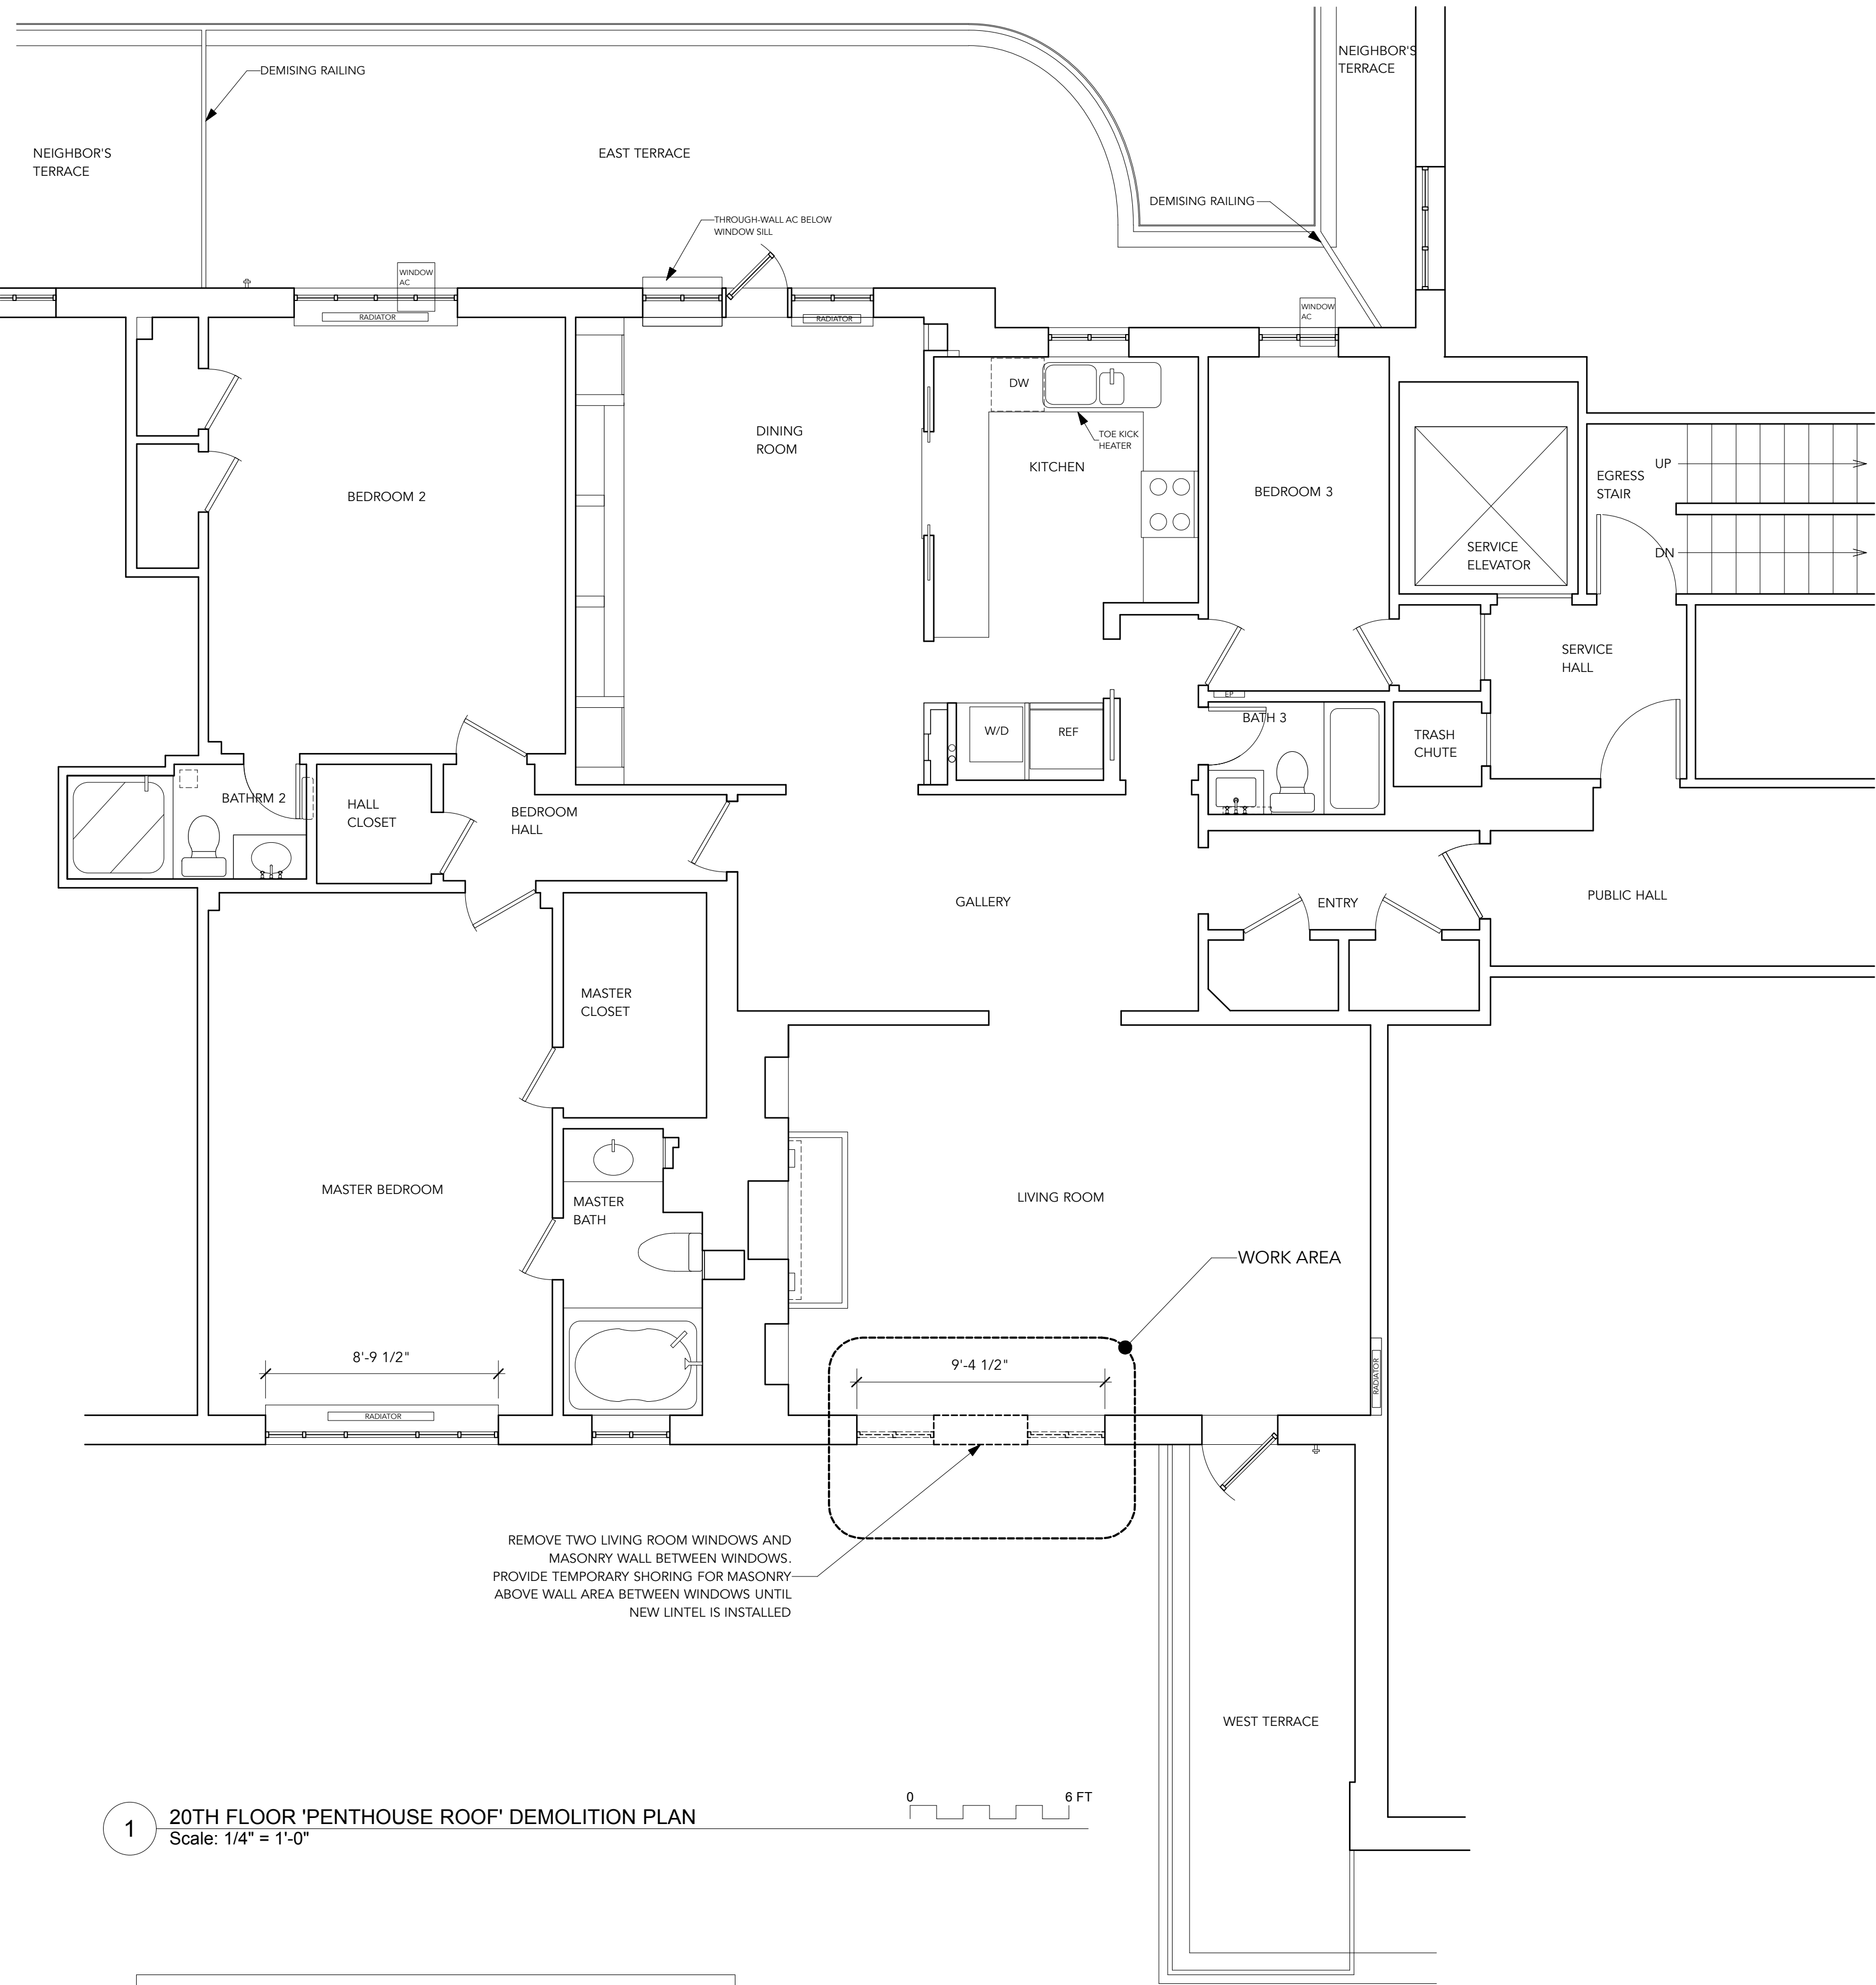 NEIGHBOR'S
TERRACE
DEMISING RAILING
NEIGHBOR'S
TERRACE
EAST TERRACE
DEMISING RAILING
THROUGH-WALL AC BELOW
WINDOW SILL
WINDOW
AC
RADIATOR
RADIATOR
WINDOW
AC
DW
TOE KICK
HEATER
DINING
ROOM
KITCHEN
BEDROOM 2
BEDROOM 3
UP
EGRESS
STAIR
DN
SERVICE
ELEVATOR
SERVICE
HALL
EP
BATH 3
W/D
REF
TRASH
CHUTE
BATHRM 2
HALL
CLOSET
BEDROOM
HALL
GALLERY
ENTRY
PUBLIC HALL
MASTER
CLOSET
MASTER BEDROOM
MASTER
BATH
LIVING ROOM
WORK AREA
8'-9 1/2"
9'-4 1/2"
RADIATOR
RADIATOR
REMOVE TWO LIVING ROOM WINDOWS AND
MASONRY WALL BETWEEN WINDOWS.
PROVIDE TEMPORARY SHORING FOR MASONRY
ABOVE WALL AREA BETWEEN WINDOWS UNTIL
NEW LINTEL IS INSTALLED
WEST TERRACE
0 6 FT
1
20TH FLOOR 'PENTHOUSE ROOF' DEMOLITION PLAN
Scale: 1/4" = 1'-0"